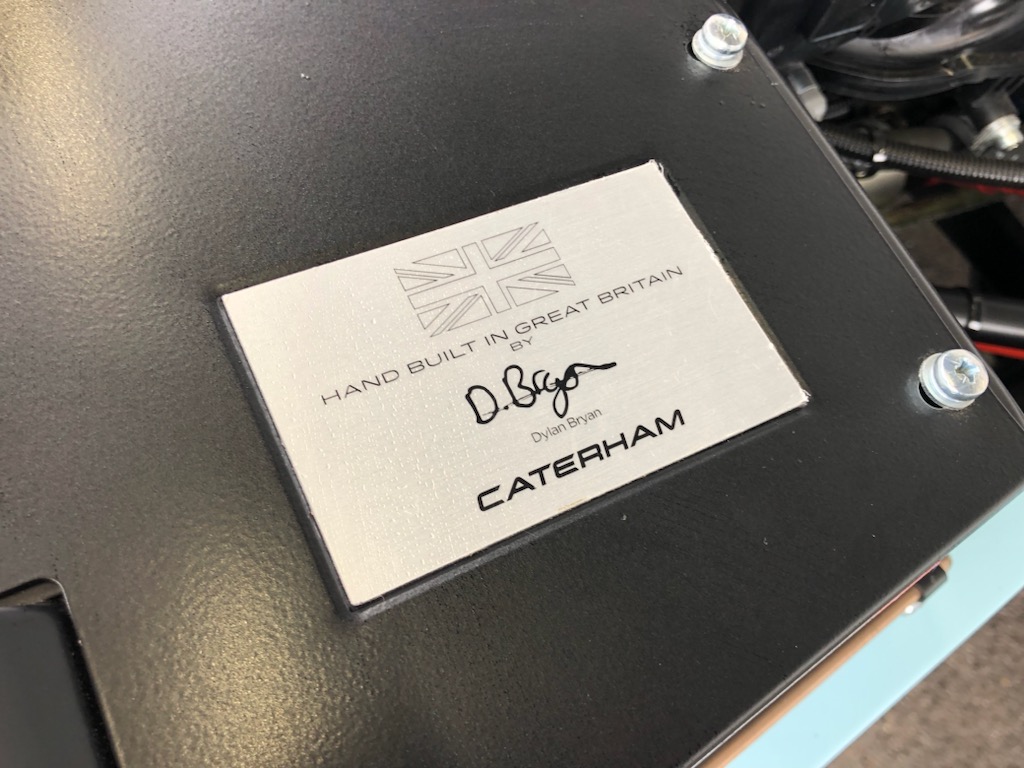 HAND BUILT IN GREAT BRITAIN
BY
D. Bryan
Dylan Bryan
CATERHAM